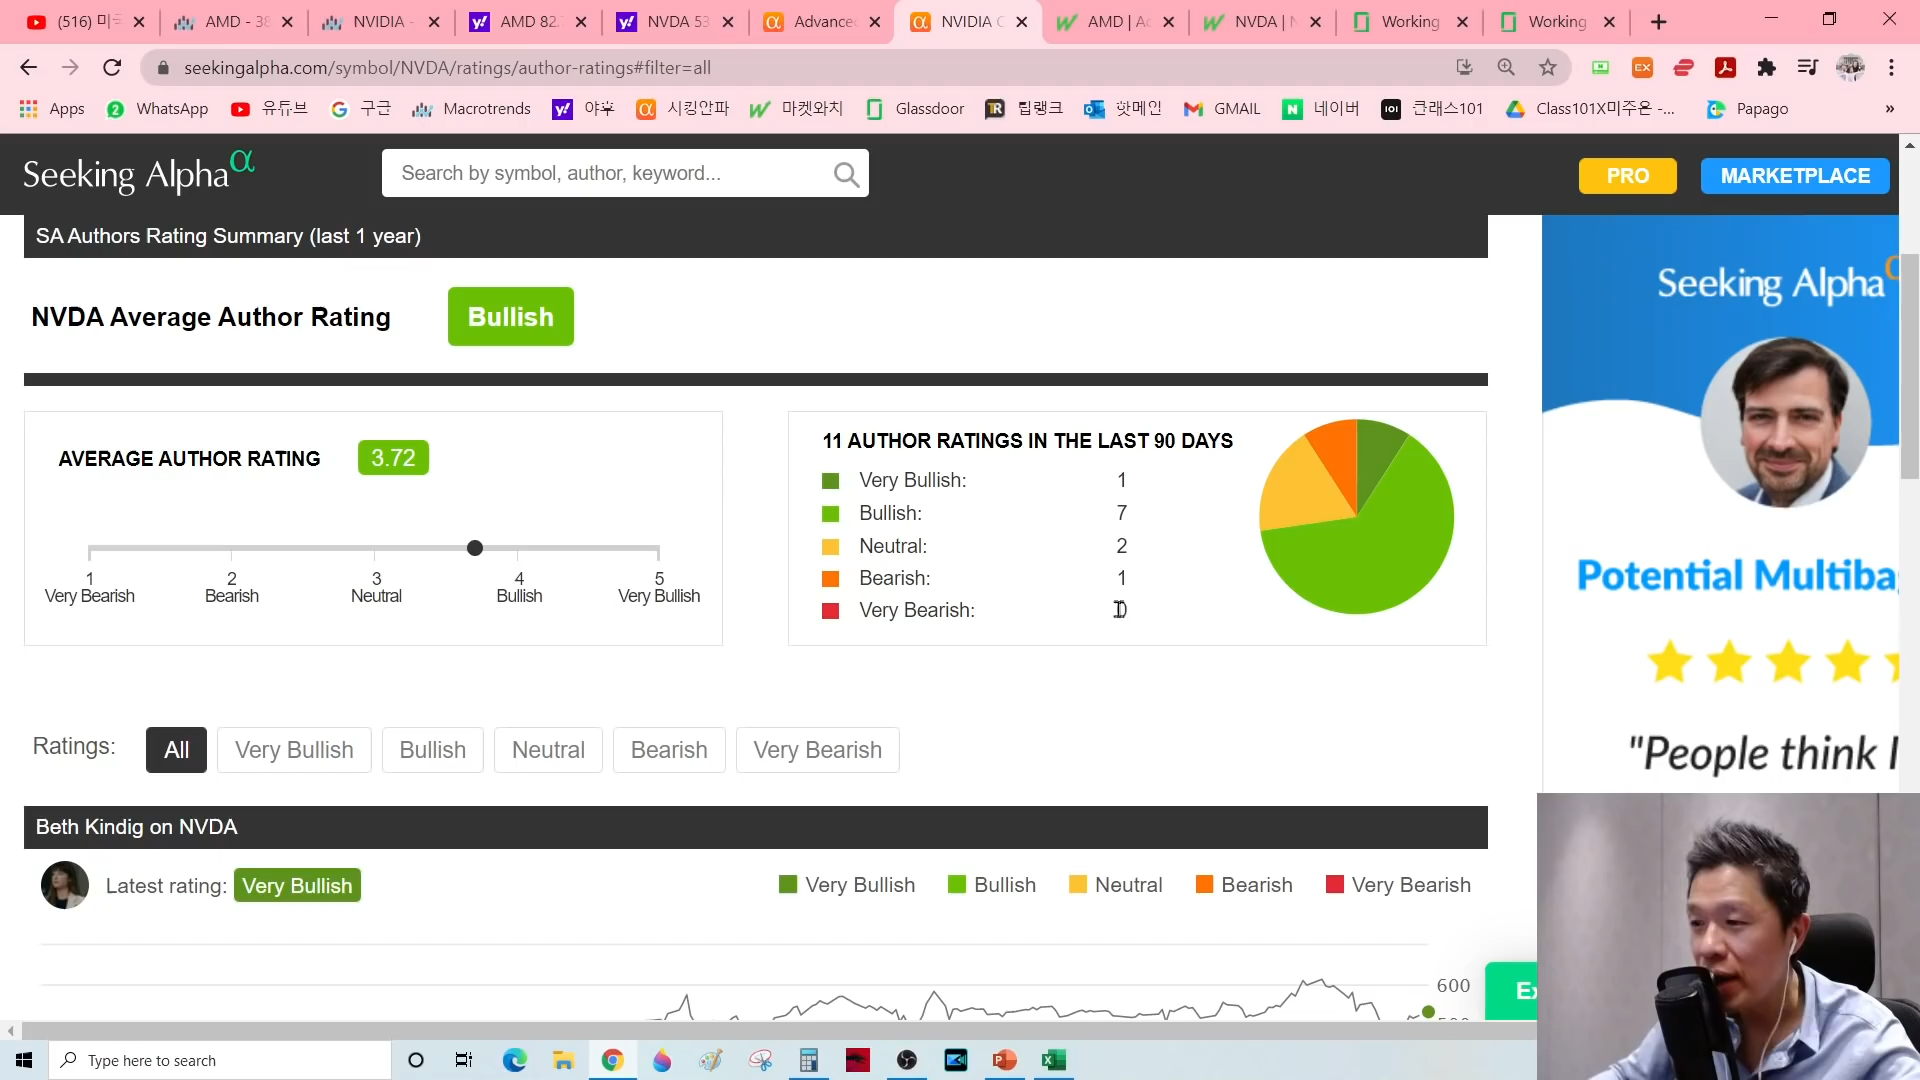 (516) 미국
AMD - 38
NVIDIA -
AMD 82.
NVDA 53
Advance
NVIDIA C
AMD | A
NVDA | N
Working
Working
seekingalpha.com/symbol/NVDA/ratings/author-ratings#filter=all
Apps
WhatsApp
유튜브
구글
Macrotrends
야후
시킹알파
마켓와치
Glassdoor
팁랭크
핫메일
GMAIL
네이버
클래스101
Class101X미주은 -...
Papago
»
Seeking Alpha α
Search by symbol, author, keyword...
PRO
MARKETPLACE
SA Authors Rating Summary (last 1 year)
NVDA Average Author Rating
Bullish
AVERAGE AUTHOR RATING
3.72
1 2 3 4 5
Very Bearish Bearish Neutral Bullish Very Bullish
11 AUTHOR RATINGS IN THE LAST 90 DAYS
Very Bullish: 1
Bullish: 7
Neutral: 2
Bearish: 1
Very Bearish: 0
Seeking Alpha
Potential Multiba
"People think I
Ratings:
All
Very Bullish
Bullish
Neutral
Bearish
Very Bearish
Beth Kindig on NVDA
Latest rating: Very Bullish
Very Bullish
Bullish
Neutral
Bearish
Very Bearish
600
Ex
Type here to search